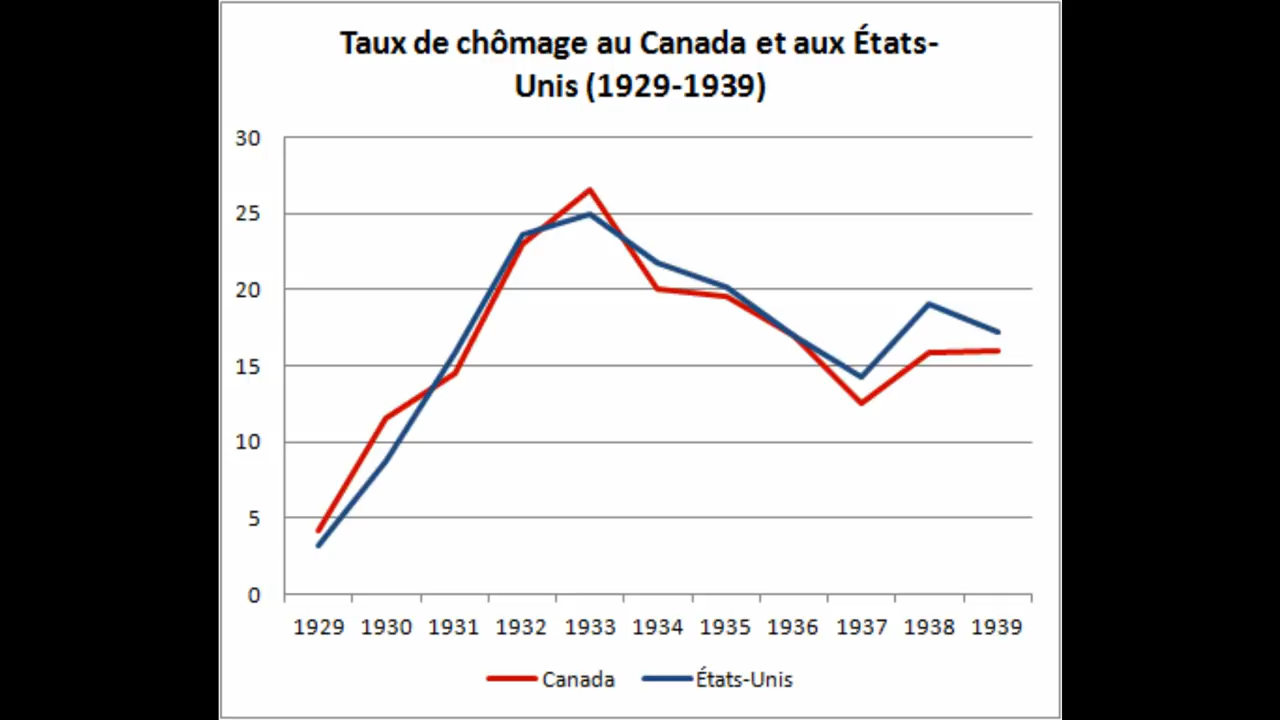 Taux de chômage au Canada et aux États-
Unis (1929-1939)
30
25
20
15
10
5
0
1929 1930 1931 1932 1933 1934 1935 1936 1937 1938 1939
Canada États-Unis